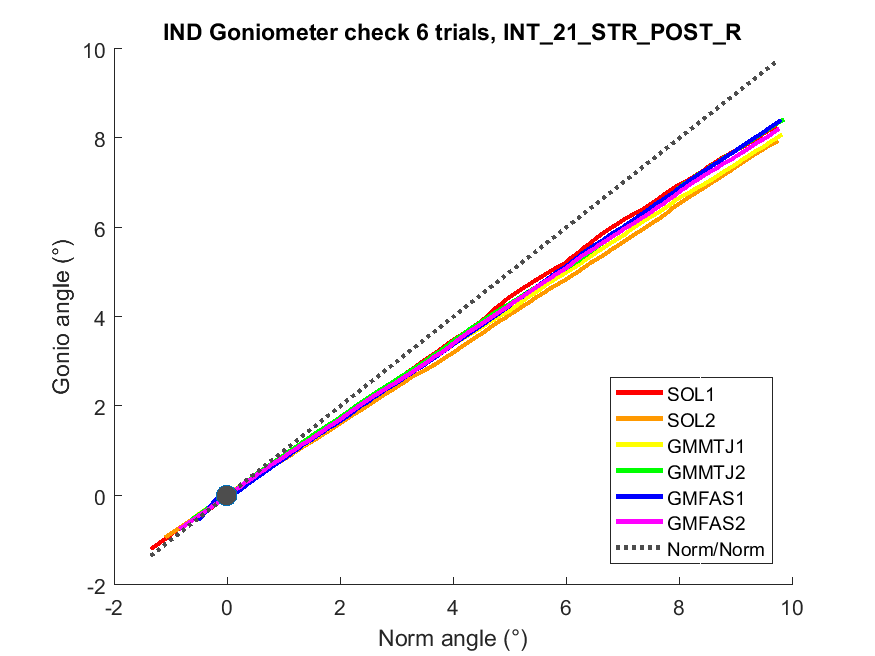 IND Goniometer check 6 trials, INT_21_STR_POST_R
10
8
6
4
2
0
-2
Gonio angle (°)
-2 0 2 4 6 8 10
Norm angle (°)
SOL1
SOL2
GMMTJ1
GMMTJ2
GMFAS1
GMFAS2
Norm/Norm